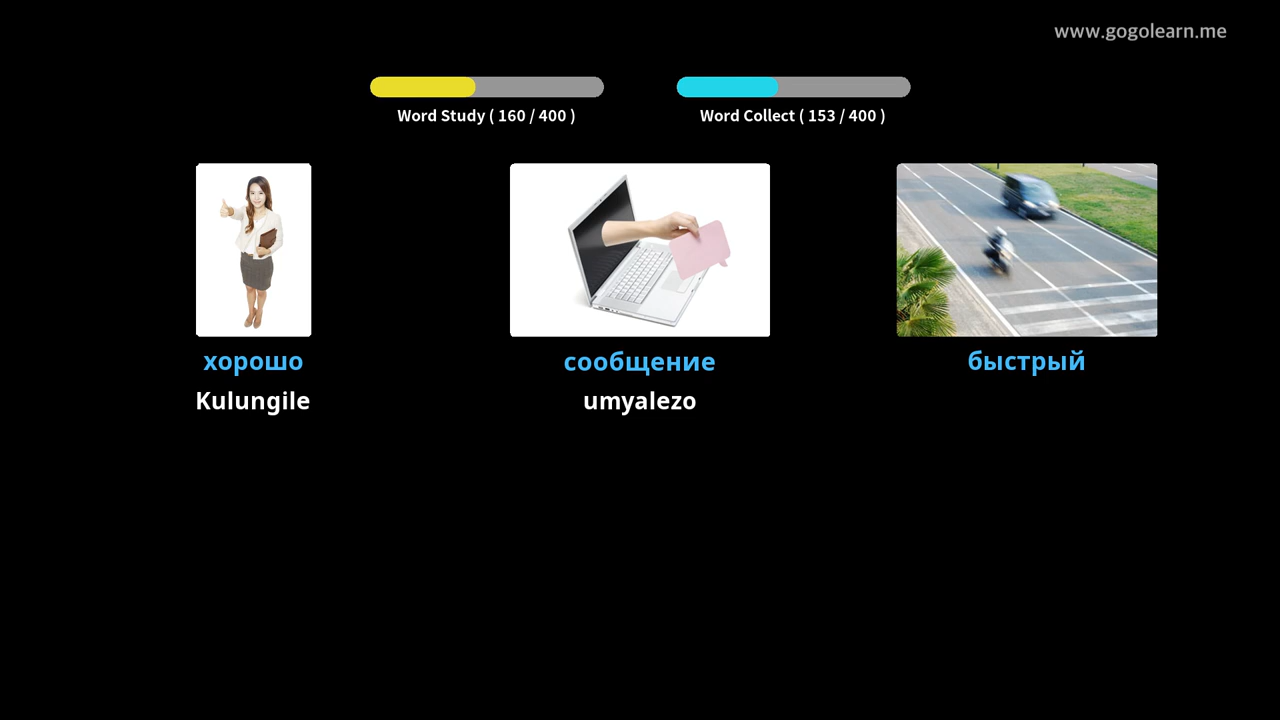 www.gogolearn.me
Word Study ( 160 / 400 )
Word Collect ( 153 / 400 )
хорошо
сообщение
быстрый
Kulungile
umyalezo